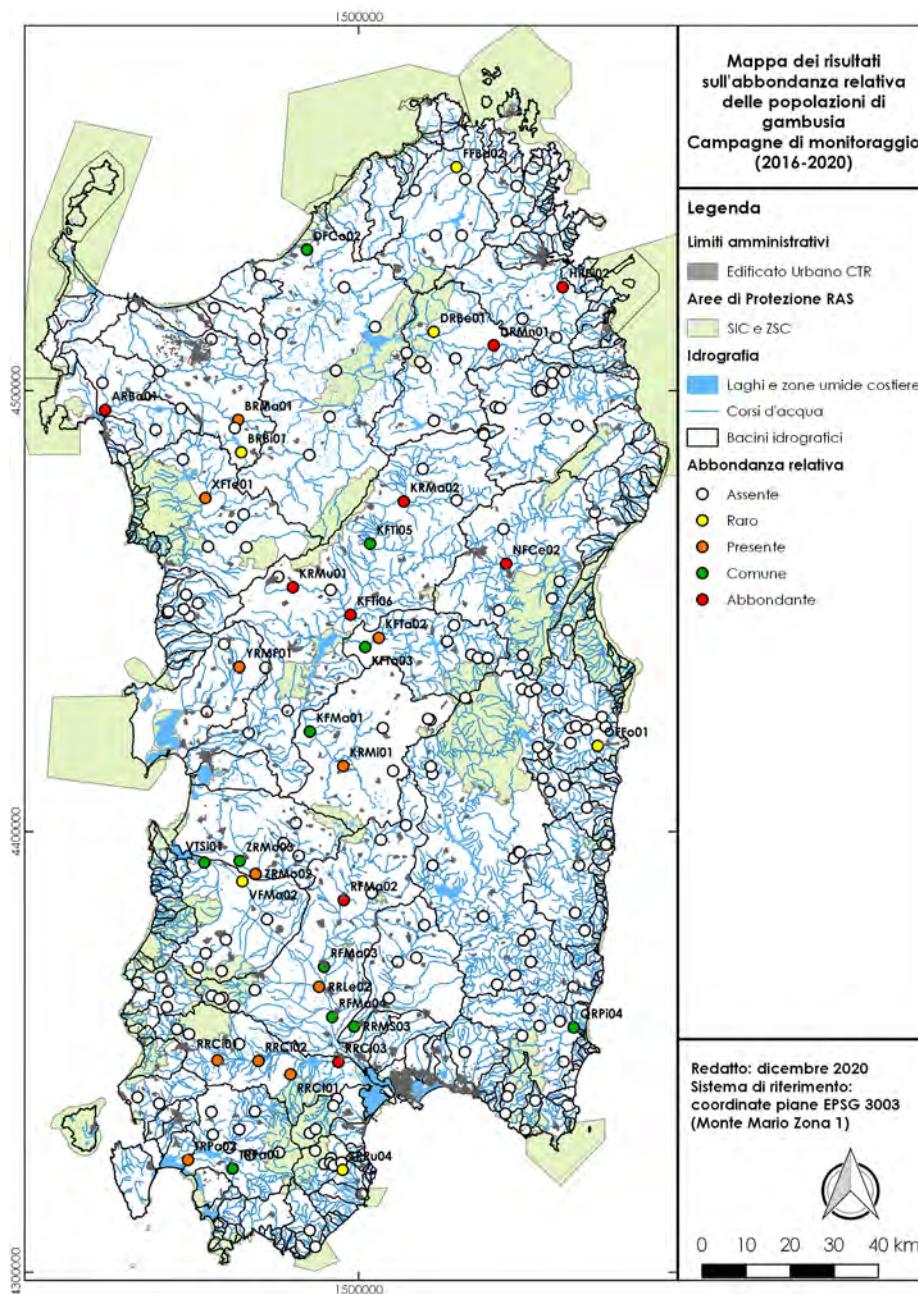 1500000
Mappa dei risultati
sull'abbondanza relativa
delle popolazioni di
gambusia
Campagne di monitoraggio
(2016-2020)
Legenda
Limiti amministrativi
Edificato Urbano CTR
Aree di Protezione RAS
SIC e ZSC
Idrografia
Laghi e zone umide costiere
Corsi d'acqua
Bacini idrografici
Abbondanza relativa
Assente
Raro
Presente
Comune
Abbondante
DRBe01
DRMn01
4500000
ARBa01
BRMa01
BRBi01
XFTe01
KRMa02
KFTi05
NFCe02
KRMu01
KFTi06
KFTa02
KFTa03
YRMf01
KFMa01
OFFo01
KRMi01
4400000
VTSi01
ZRMo03
ZRMo02
VFMa02
RFMa02
RFMa03
RRLe02
RFMa04
RRMS03
QRPi04
RRCi01
RRCi02
RRCi03
RRCi01
TRPa01
4300000
1500000
Redatto: dicembre 2020
Sistema di riferimento:
coordinate piane EPSG 3003
(Monte Mario Zona 1)
0 10 20 30 40 km